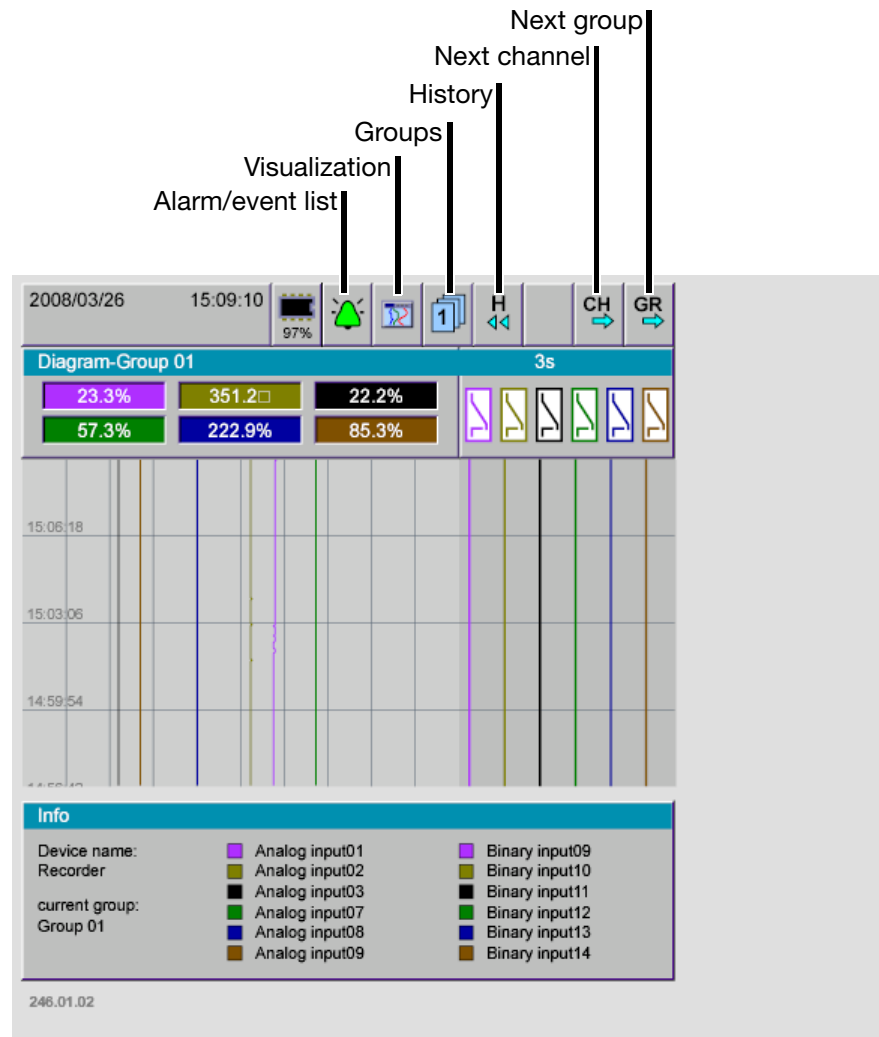 Next group
Next channel
History
Groups
Visualization
Alarm/event list
2008/03/26 15:09:10
97%
1
H
CH
GR
Diagram-Group 01 3s
23.3% 351.2□ 22.2%
57.3% 222.9% 85.3%
15:06:18
15:03:06
14:59:54
Info
Device name: Analog input01 Binary input09
Recorder Analog input02 Binary input10
Analog input03 Binary input11
current group: Analog input07 Binary input12
Group 01 Analog input08 Binary input13
Analog input09 Binary input14
246.01.02